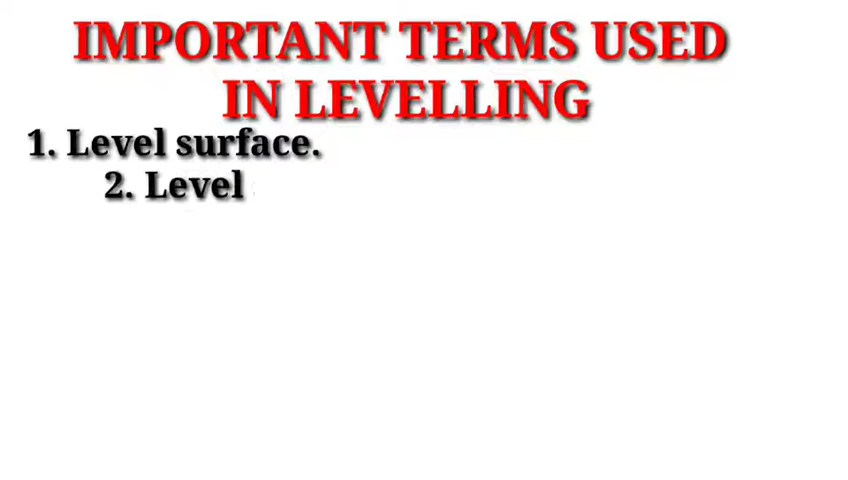 IMPORTANT TERMS USED
IN LEVELLING
1. Level surface.
2. Level